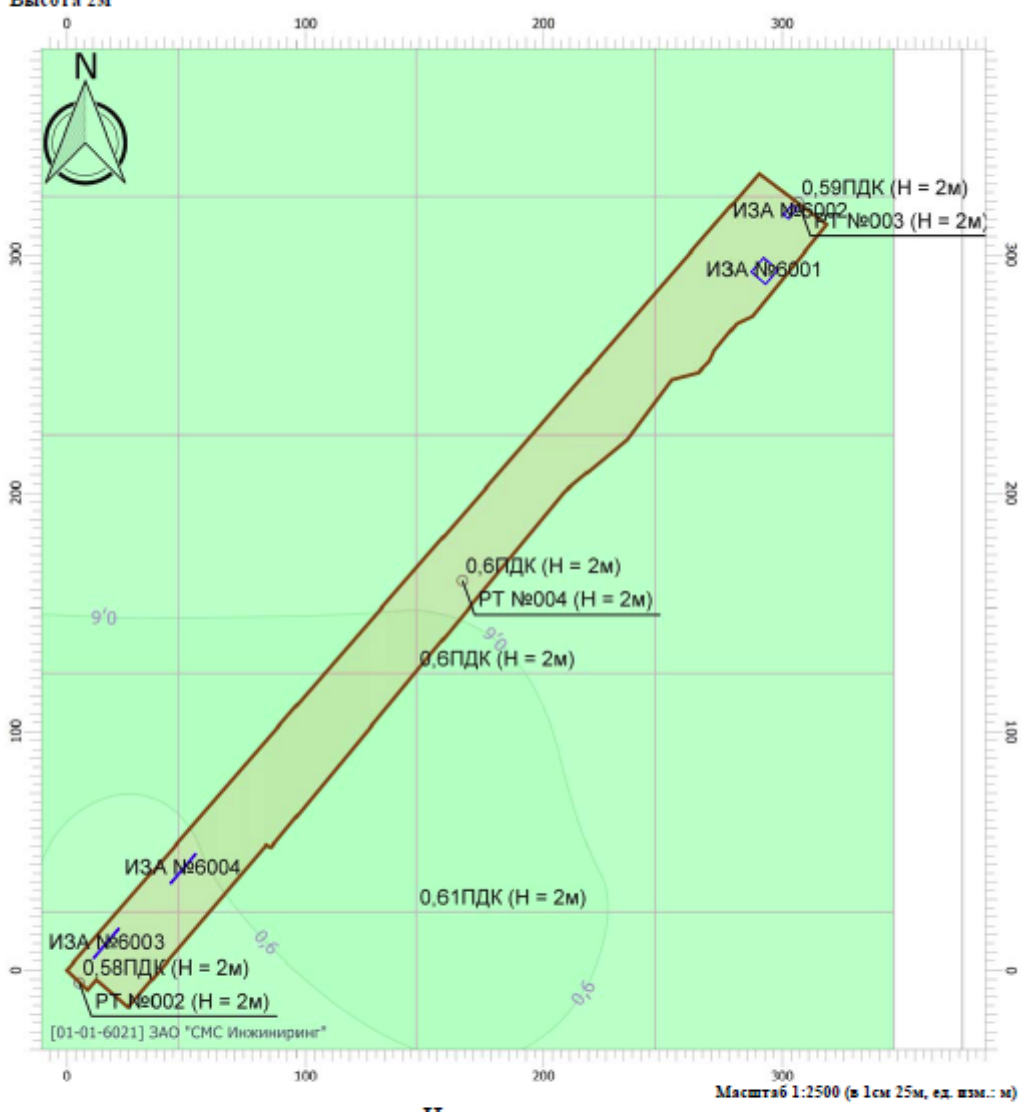 Высота 2м
0 100 200 300
N
0,59ПДК (Н = 2м)
ИЗА №6002
РТ №003 (Н = 2м)
300 300
ИЗА №6001
200 200
0,6ПДК (Н = 2м)
РТ №004 (Н = 2м)
0,6
0,6
0,6ПДК (Н = 2м)
100 100
ИЗА №6004
0,61ПДК (Н = 2м)
ИЗА №6003
0,6
0,58ПДК (Н = 2м)
0 0
0,6
РТ №002 (Н = 2м)
[01-01-6021] ЗАО "СМС Инжиниринг"
0 100 200 300
Масштаб 1:2500 (в 1см 25м, ед. изм.: м)